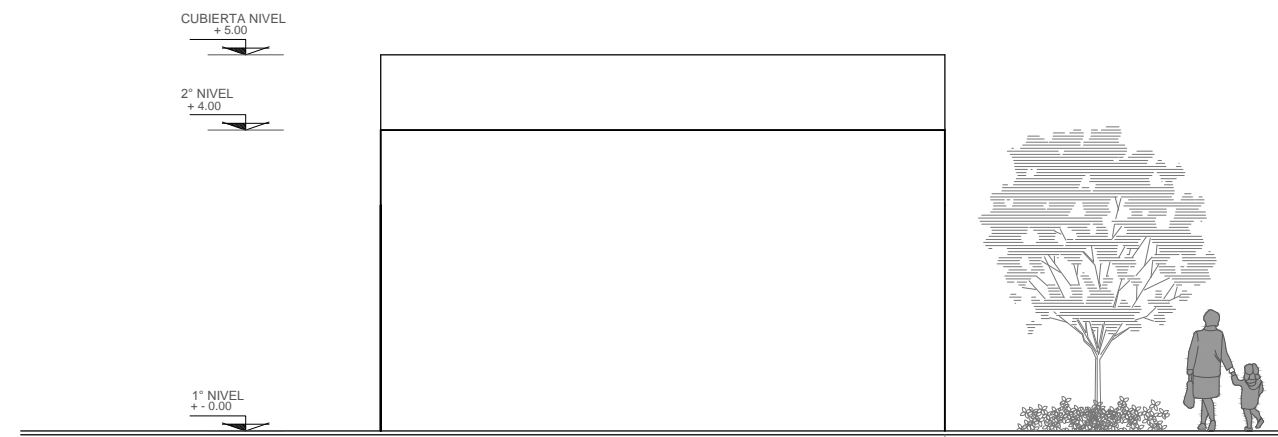 CUBIERTA NIVEL
+ 5.00
2° NIVEL
+ 4.00
1° NIVEL
+ - 0.00